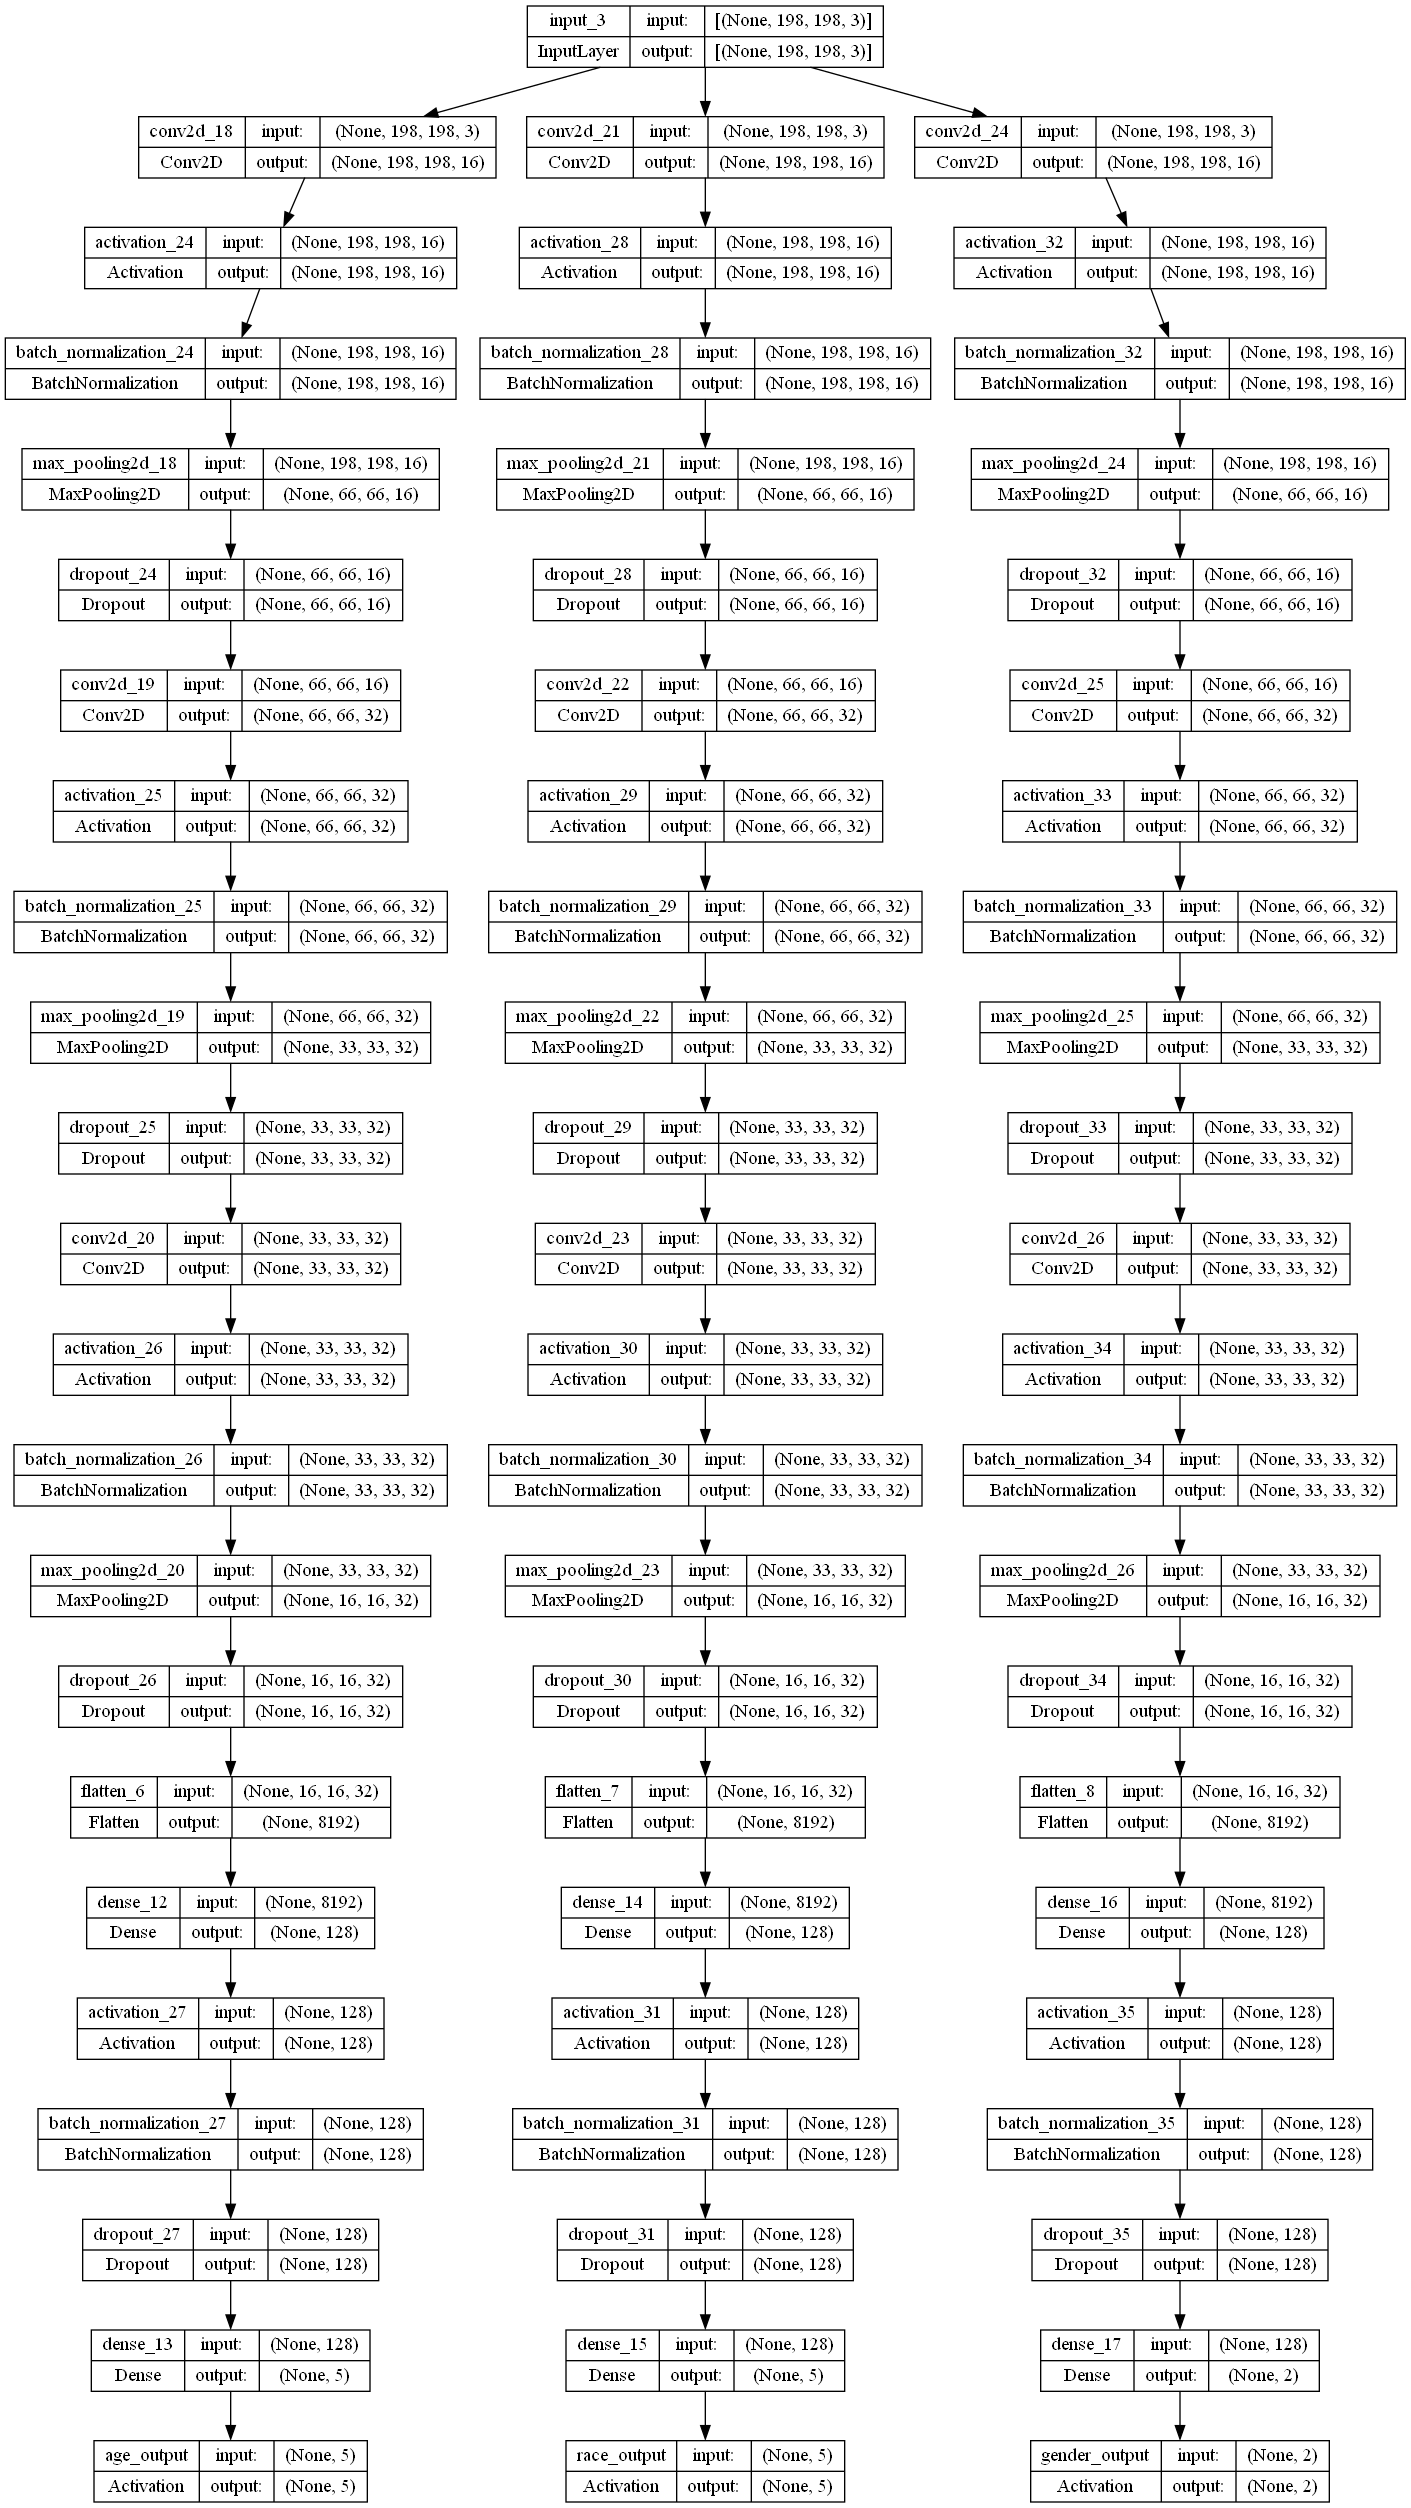 input_3 input: [(None, 198, 198, 3)]
InputLayer output: [(None, 198, 198, 3)]
conv2d_18 input: (None, 198, 198, 3) conv2d_21 input: (None, 198, 198, 3) conv2d_24 input: (None, 198, 198, 3)
Conv2D output: (None, 198, 198, 16) Conv2D output: (None, 198, 198, 16) Conv2D output: (None, 198, 198, 16)
activation_24 input: (None, 198, 198, 16) activation_28 input: (None, 198, 198, 16) activation_32 input: (None, 198, 198, 16)
Activation output: (None, 198, 198, 16) Activation output: (None, 198, 198, 16) Activation output: (None, 198, 198, 16)
batch_normalization_24 input: (None, 198, 198, 16) batch_normalization_28 input: (None, 198, 198, 16) batch_normalization_32 input: (None, 198, 198, 16)
BatchNormalization output: (None, 198, 198, 16) BatchNormalization output: (None, 198, 198, 16) BatchNormalization output: (None, 198, 198, 16)
max_pooling2d_18 input: (None, 198, 198, 16) max_pooling2d_21 input: (None, 198, 198, 16) max_pooling2d_24 input: (None, 198, 198, 16)
MaxPooling2D output: (None, 66, 66, 16) MaxPooling2D output: (None, 66, 66, 16) MaxPooling2D output: (None, 66, 66, 16)
dropout_24 input: (None, 66, 66, 16) dropout_28 input: (None, 66, 66, 16) dropout_32 input: (None, 66, 66, 16)
Dropout output: (None, 66, 66, 16) Dropout output: (None, 66, 66, 16) Dropout output: (None, 66, 66, 16)
conv2d_19 input: (None, 66, 66, 16) conv2d_22 input: (None, 66, 66, 16) conv2d_25 input: (None, 66, 66, 16)
Conv2D output: (None, 66, 66, 32) Conv2D output: (None, 66, 66, 32) Conv2D output: (None, 66, 66, 32)
activation_25 input: (None, 66, 66, 32) activation_29 input: (None, 66, 66, 32) activation_33 input: (None, 66, 66, 32)
Activation output: (None, 66, 66, 32) Activation output: (None, 66, 66, 32) Activation output: (None, 66, 66, 32)
batch_normalization_25 input: (None, 66, 66, 32) batch_normalization_29 input: (None, 66, 66, 32) batch_normalization_33 input: (None, 66, 66, 32)
BatchNormalization output: (None, 66, 66, 32) BatchNormalization output: (None, 66, 66, 32) BatchNormalization output: (None, 66, 66, 32)
max_pooling2d_19 input: (None, 66, 66, 32) max_pooling2d_22 input: (None, 66, 66, 32) max_pooling2d_25 input: (None, 66, 66, 32)
MaxPooling2D output: (None, 33, 33, 32) MaxPooling2D output: (None, 33, 33, 32) MaxPooling2D output: (None, 33, 33, 32)
dropout_25 input: (None, 33, 33, 32) dropout_29 input: (None, 33, 33, 32) dropout_33 input: (None, 33, 33, 32)
Dropout output: (None, 33, 33, 32) Dropout output: (None, 33, 33, 32) Dropout output: (None, 33, 33, 32)
conv2d_20 input: (None, 33, 33, 32) conv2d_23 input: (None, 33, 33, 32) conv2d_26 input: (None, 33, 33, 32)
Conv2D output: (None, 33, 33, 32) Conv2D output: (None, 33, 33, 32) Conv2D output: (None, 33, 33, 32)
activation_26 input: (None, 33, 33, 32) activation_30 input: (None, 33, 33, 32) activation_34 input: (None, 33, 33, 32)
Activation output: (None, 33, 33, 32) Activation output: (None, 33, 33, 32) Activation output: (None, 33, 33, 32)
batch_normalization_26 input: (None, 33, 33, 32) batch_normalization_30 input: (None, 33, 33, 32) batch_normalization_34 input: (None, 33, 33, 32)
BatchNormalization output: (None, 33, 33, 32) BatchNormalization output: (None, 33, 33, 32) BatchNormalization output: (None, 33, 33, 32)
max_pooling2d_20 input: (None, 33, 33, 32) max_pooling2d_23 input: (None, 33, 33, 32) max_pooling2d_26 input: (None, 33, 33, 32)
MaxPooling2D output: (None, 16, 16, 32) MaxPooling2D output: (None, 16, 16, 32) MaxPooling2D output: (None, 16, 16, 32)
dropout_26 input: (None, 16, 16, 32) dropout_30 input: (None, 16, 16, 32) dropout_34 input: (None, 16, 16, 32)
Dropout output: (None, 16, 16, 32) Dropout output: (None, 16, 16, 32) Dropout output: (None, 16, 16, 32)
flatten_6 input: (None, 16, 16, 32) flatten_7 input: (None, 16, 16, 32) flatten_8 input: (None, 16, 16, 32)
Flatten output: (None, 8192) Flatten output: (None, 8192) Flatten output: (None, 8192)
dense_12 input: (None, 8192) dense_14 input: (None, 8192) dense_16 input: (None, 8192)
Dense output: (None, 128) Dense output: (None, 128) Dense output: (None, 128)
activation_27 input: (None, 128) activation_31 input: (None, 128) activation_35 input: (None, 128)
Activation output: (None, 128) Activation output: (None, 128) Activation output: (None, 128)
batch_normalization_27 input: (None, 128) batch_normalization_31 input: (None, 128) batch_normalization_35 input: (None, 128)
BatchNormalization output: (None, 128) BatchNormalization output: (None, 128) BatchNormalization output: (None, 128)
dropout_27 input: (None, 128) dropout_31 input: (None, 128) dropout_35 input: (None, 128)
Dropout output: (None, 128) Dropout output: (None, 128) Dropout output: (None, 128)
dense_13 input: (None, 128) dense_15 input: (None, 128) dense_17 input: (None, 128)
Dense output: (None, 5) Dense output: (None, 5) Dense output: (None, 2)
age_output input: (None, 5) race_output input: (None, 5) gender_output input: (None, 2)
Activation output: (None, 5) Activation output: (None, 5) Activation output: (None, 2)